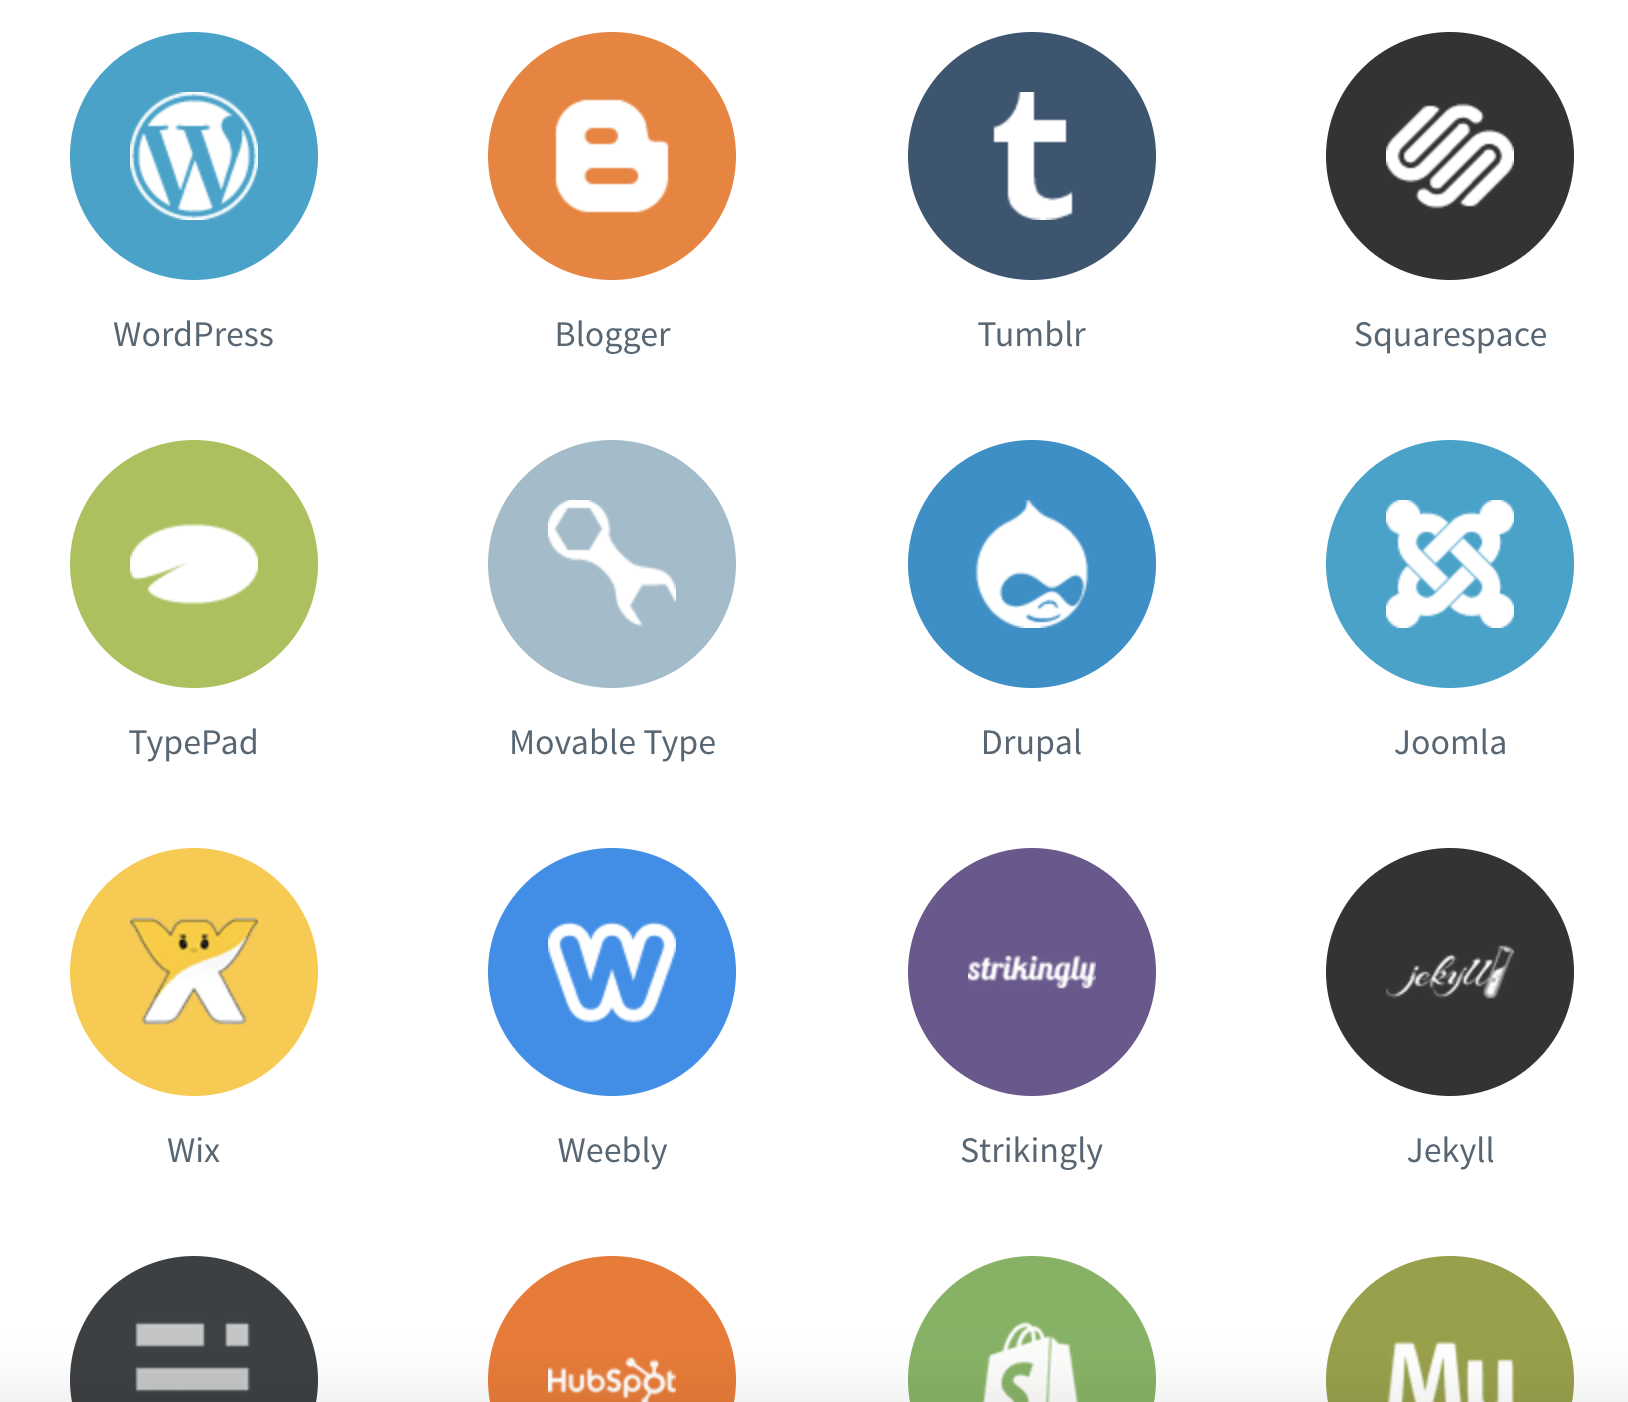 WordPress
Blogger
Tumblr
Squarespace
TypePad
Movable Type
Drupal
Joomla
strikingly
jekyll
Wix
Weebly
Strikingly
Jekyll
HubSpot
Mu